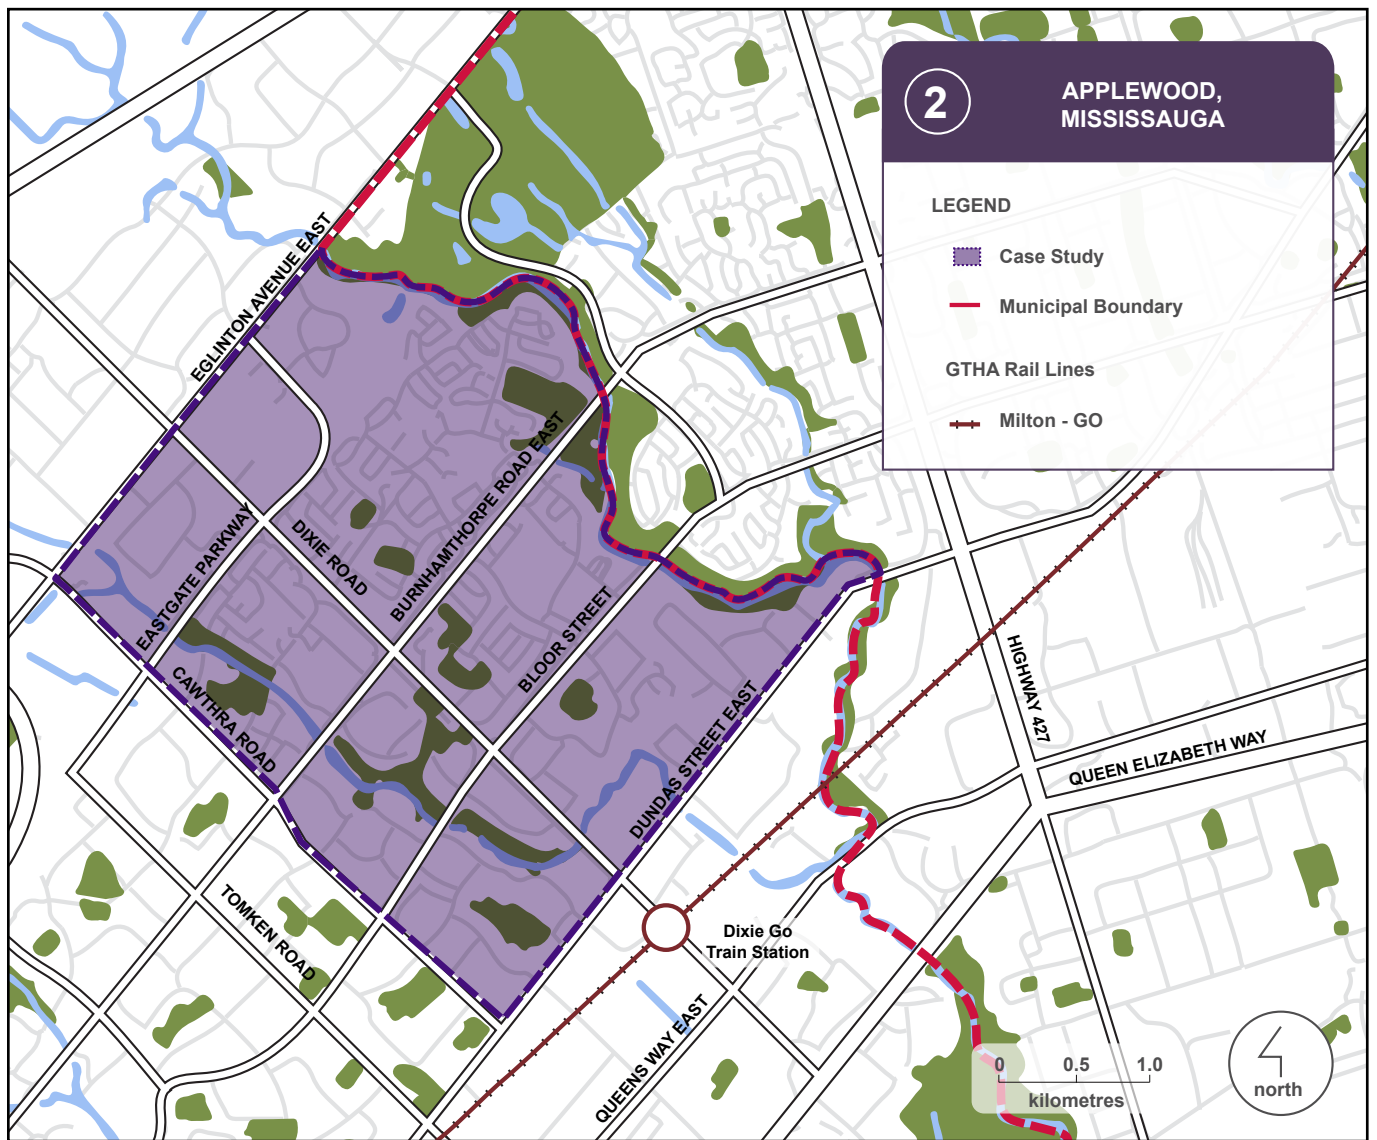 2
APPLEWOOD,
MISSISSAUGA
LEGEND
Case Study
Municipal Boundary
GTHA Rail Lines
Milton - GO
EGLINTON AVENUE EAST
EASTGATE PARKWAY
DIXIE ROAD
BURNHAMTHORPE ROAD EAST
BLOOR STREET
CAWTHRA ROAD
DUNDAS STREET EAST
HIGHWAY 427
QUEEN ELIZABETH WAY
TOMKEN ROAD
Dixie Go
Train Station
QUEENS WAY EAST
0 0.5 1.0
kilometres
north